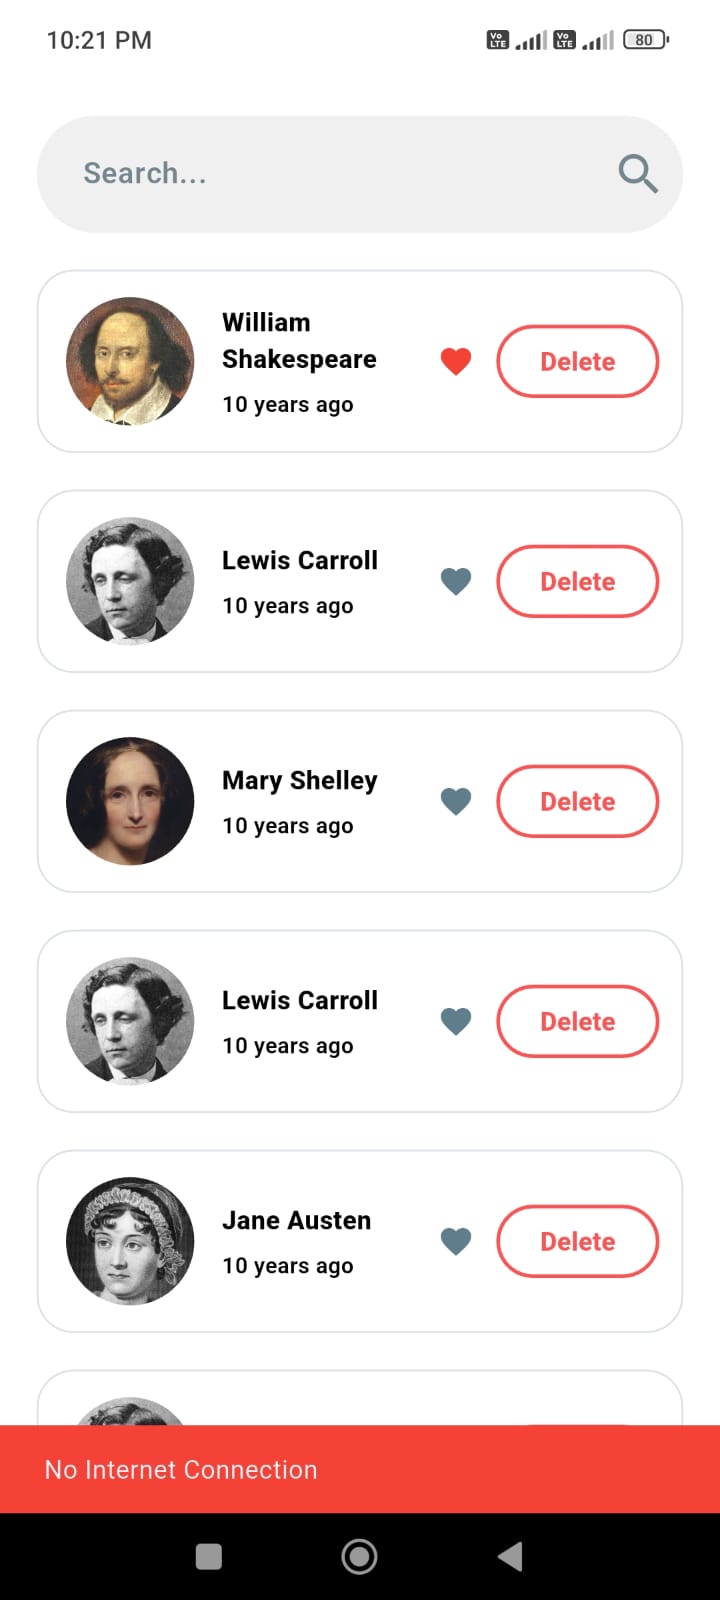 10:21 PM
Vo LTE Vo LTE 80
Search...
William
Shakespeare
10 years ago
Delete
Lewis Carroll
10 years ago
Delete
Mary Shelley
10 years ago
Delete
Lewis Carroll
10 years ago
Delete
Jane Austen
10 years ago
Delete
No Internet Connection